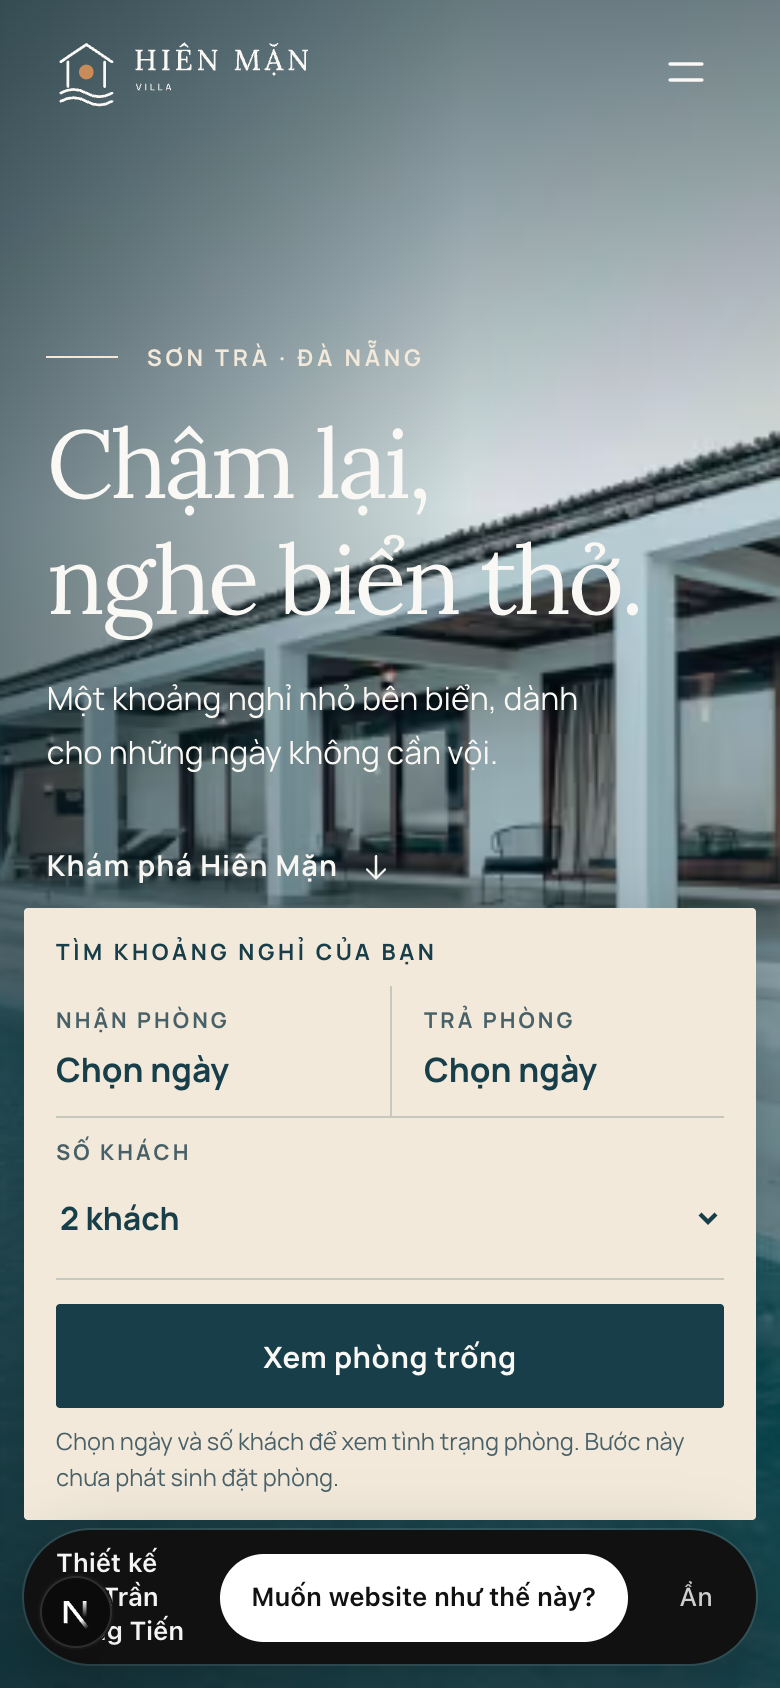 HIÊN MẶN
VILLA
SƠN TRÀ · ĐÀ NẴNG
Chậm lại,
nghe biển thở.
Một khoảng nghỉ nhỏ bên biển, dành
cho những ngày không cần vội.
Khám phá Hiên Mặn ↓
TÌM KHOẢNG NGHỈ CỦA BẠN
NHẬN PHÒNG
Chọn ngày
TRẢ PHÒNG
Chọn ngày
SỐ KHÁCH
2 khách
Xem phòng trống
Chọn ngày và số khách để xem tình trạng phòng. Bước này
chưa phát sinh đặt phòng.
Thiết kế
Trần
Tiến
N
Muốn website như thế này?
Ẩn